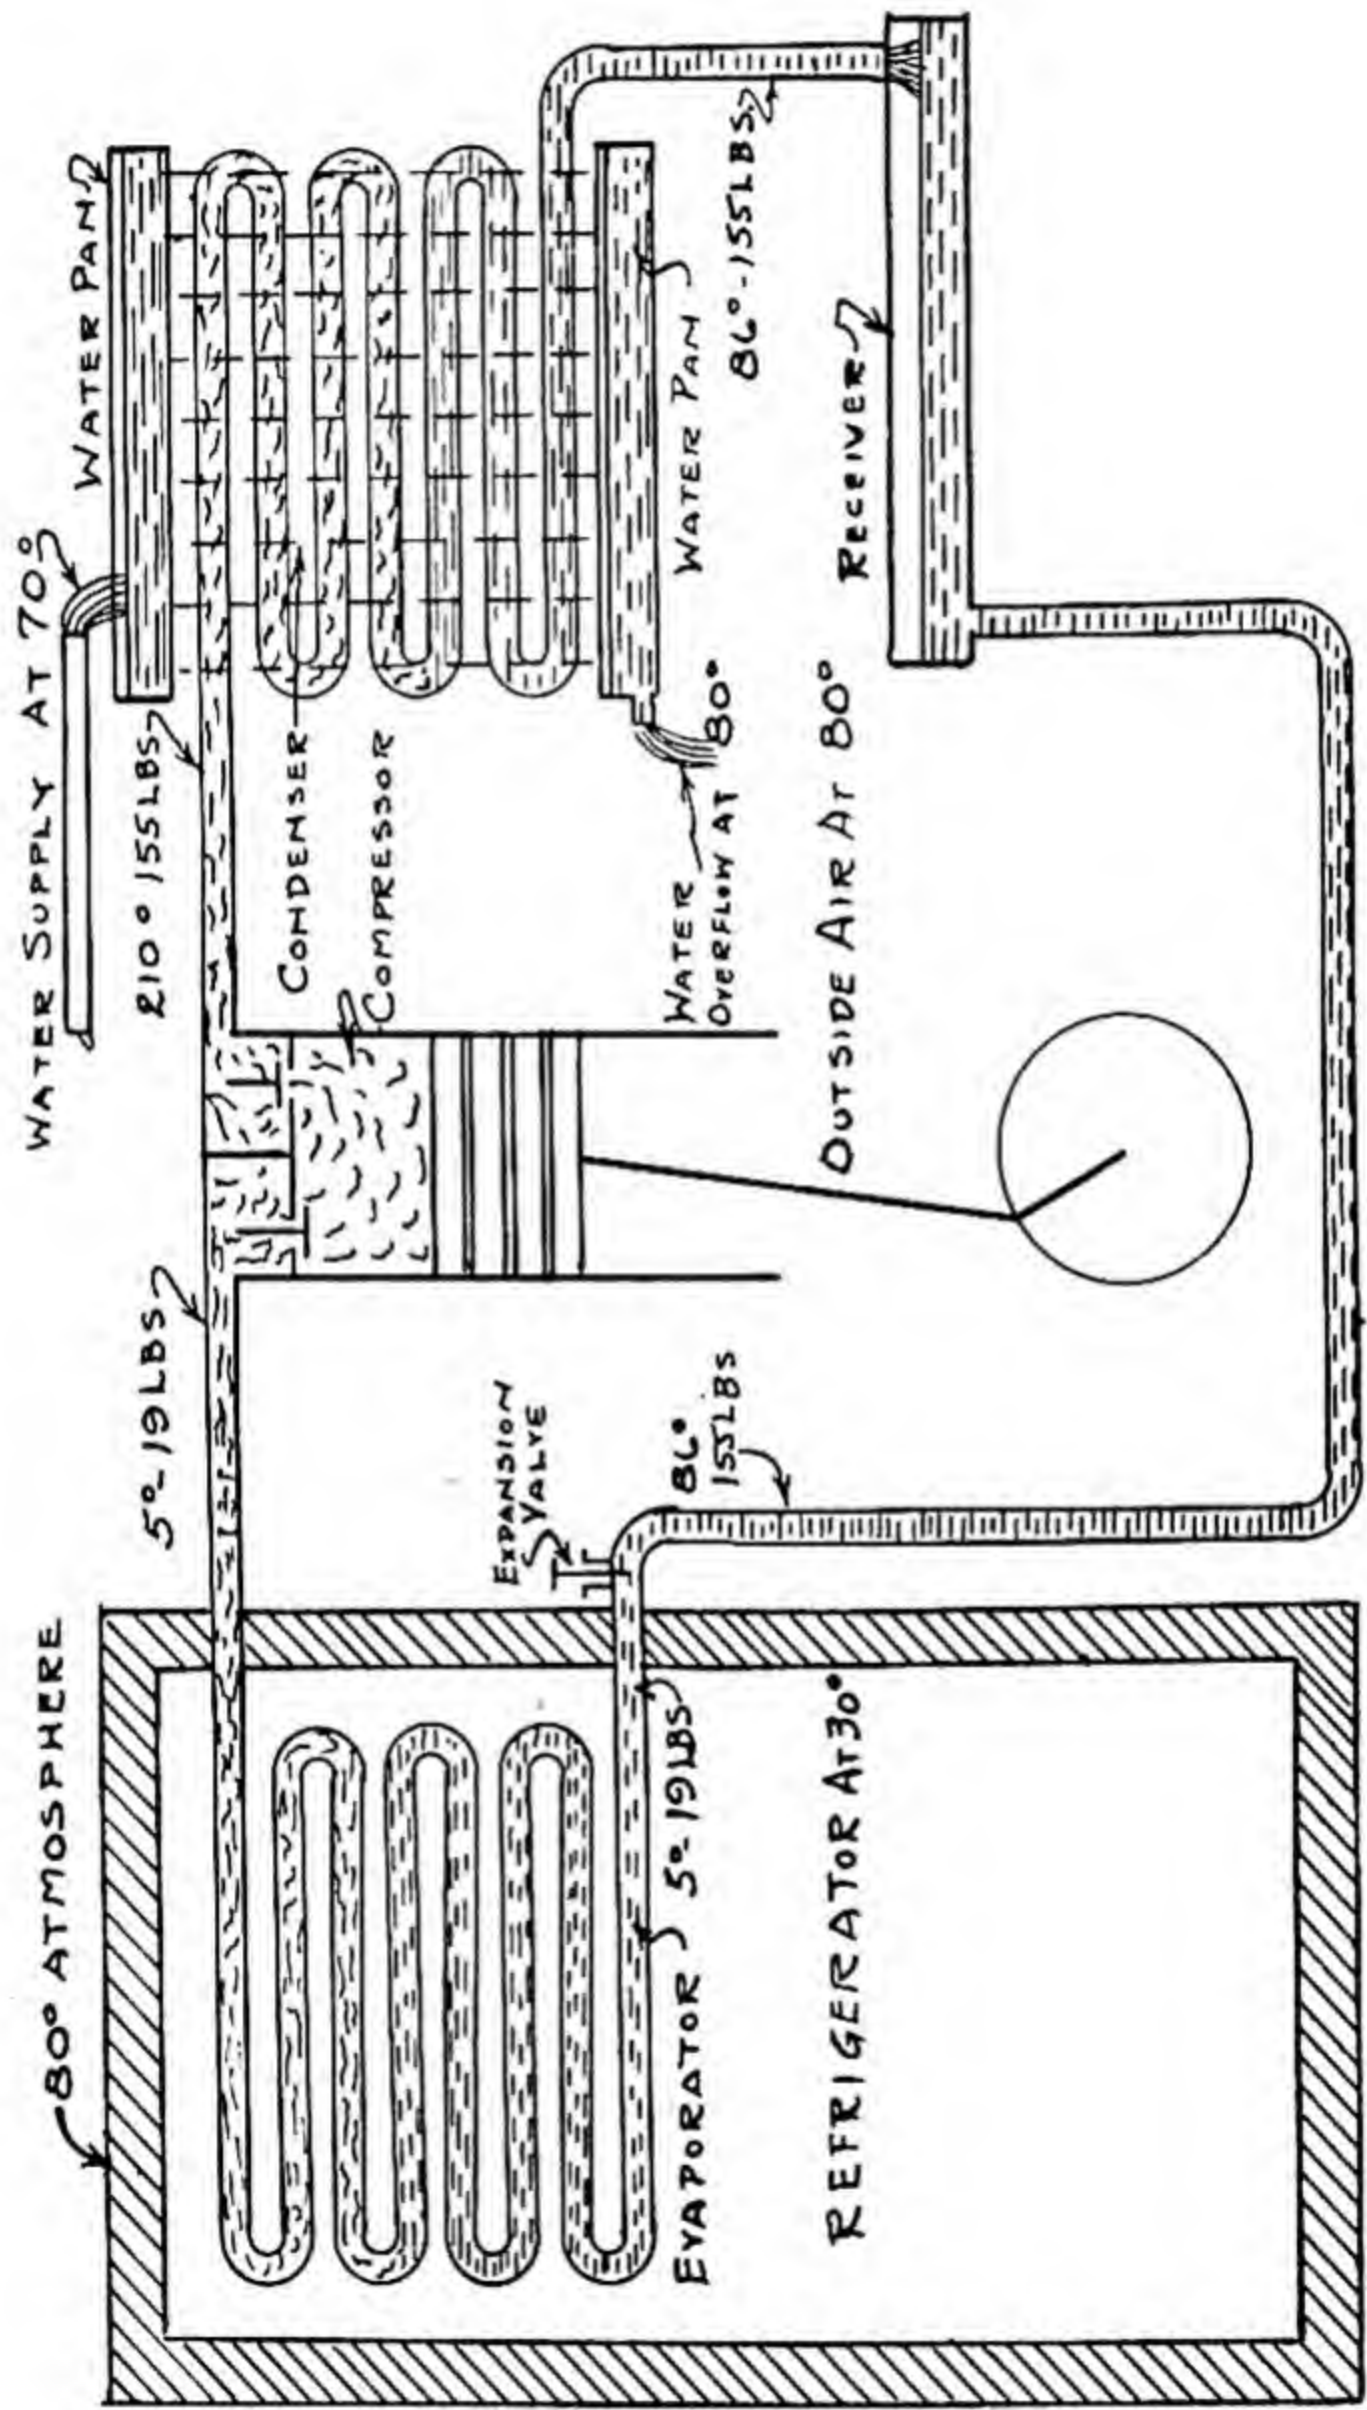 WATER SUPPLY AT 70°
WATER PAN
80° ATMOSPHERE
5°-19LBS
210° 155LBS
CONDENSER
COMPRESSOR
EXPANSION
VALVE
86°
155LBS
WATER
OVERFLOW AT 80°
WATER PAN
86°-155LBS
EVAPORATOR 5°-19LBS
REFRIGERATOR AT 30°
OUTSIDE AIR AT 80°
RECEIVER